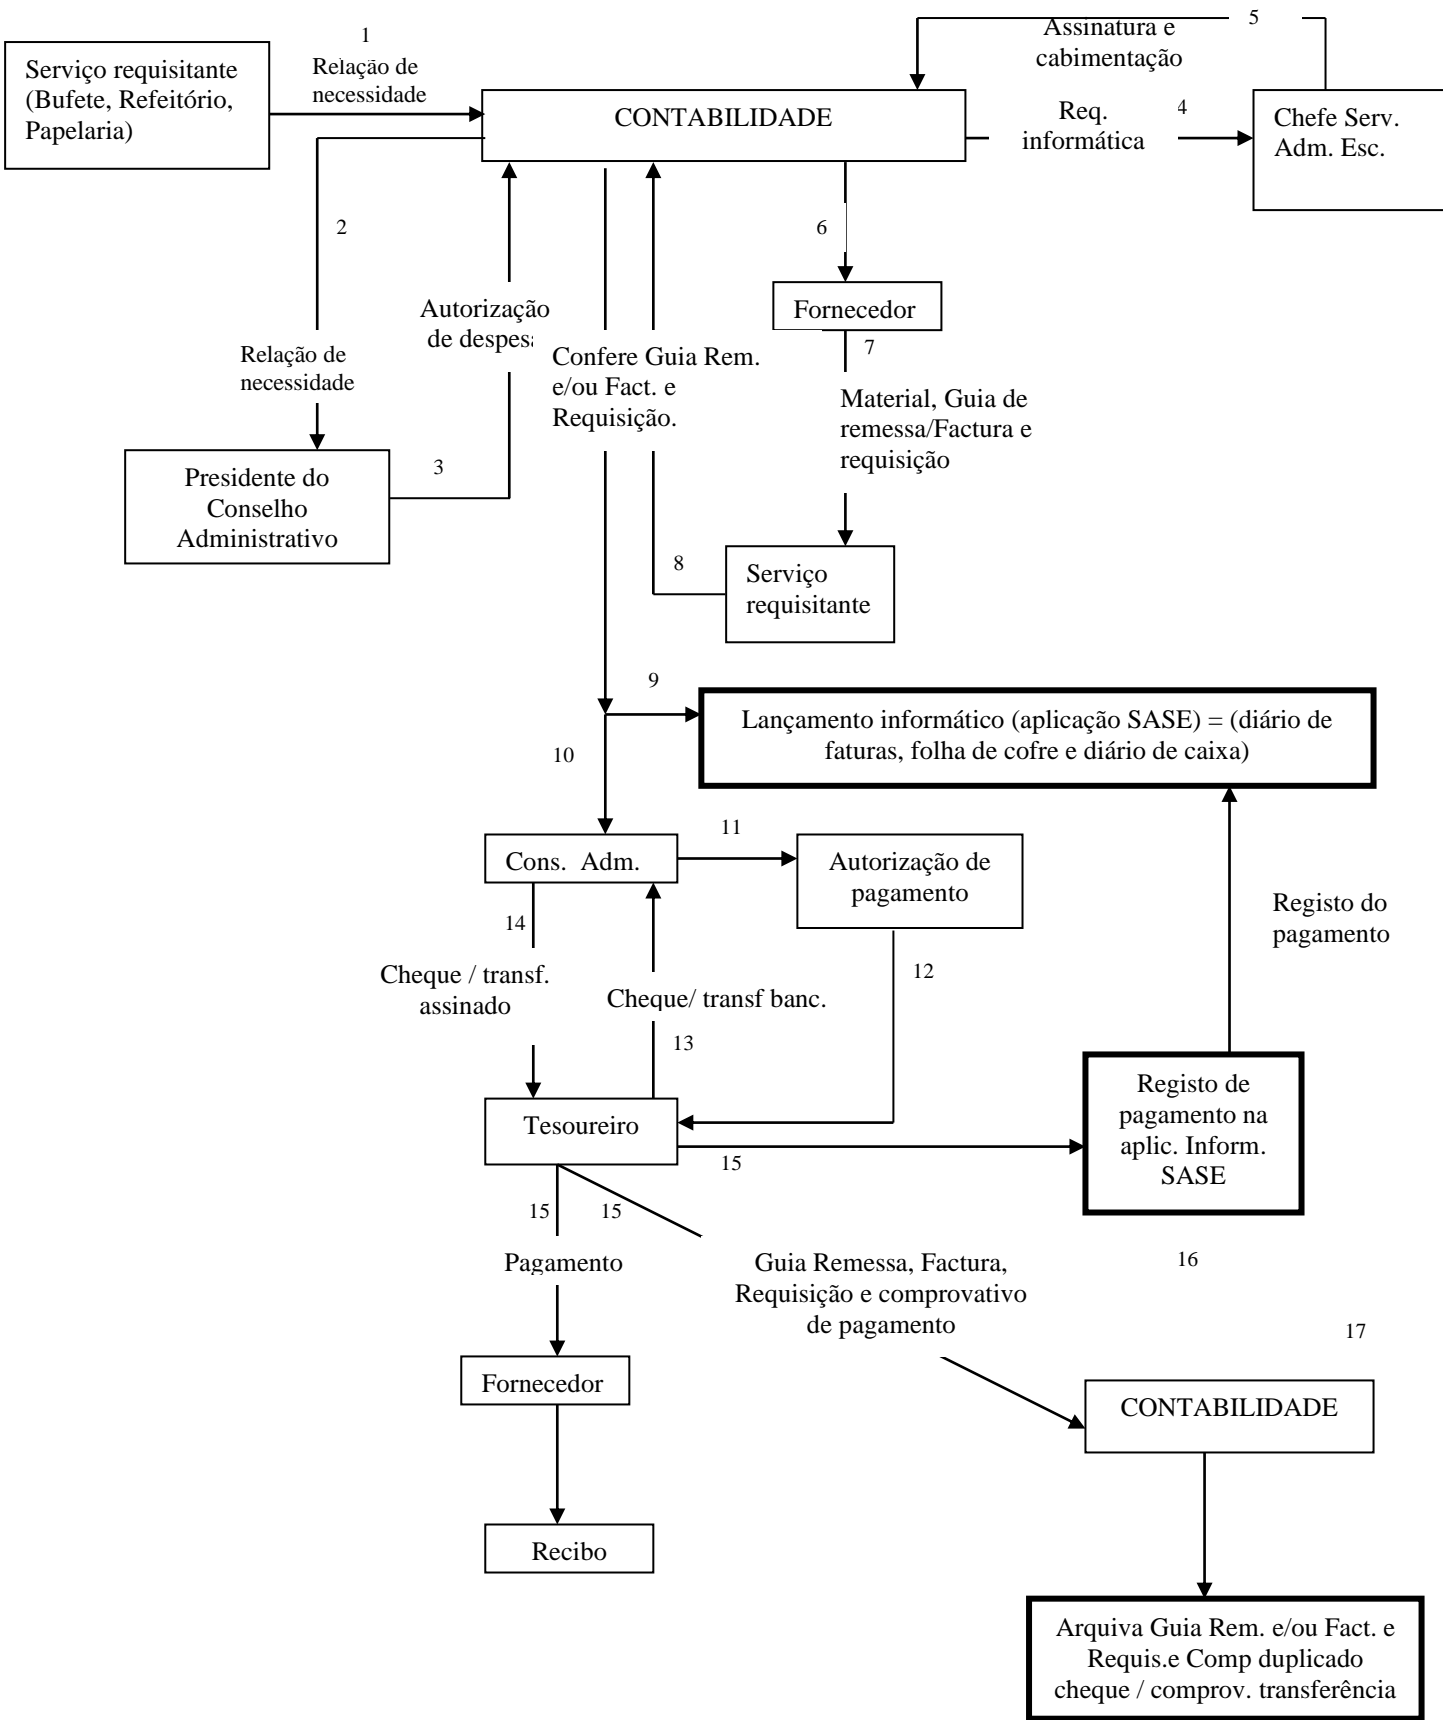 1
5
Assinatura e
cabimentação
Serviço requisitante
(Bufete, Refeitório,
Papelaria)
Relação de
necessidade
CONTABILIDADE
Req.
informática
4
Chefe Serv.
Adm. Esc.
2
6
Autorização
de despesa
Fornecedor
7
Relação de
necessidade
Confere Guia Rem.
e/ou Fact. e
Requisição.
Material, Guia de
remessa/Factura e
requisição
3
Presidente do
Conselho
Administrativo
8
Serviço
requisitante
9
Lançamento informático (aplicação SASE) = (diário de
faturas, folha de cofre e diário de caixa)
10
11
Cons. Adm.
Autorização de
pagamento
Registo do
pagamento
14
12
Cheque / transf.
assinado
Cheque/ transf banc.
13
Registo de
pagamento na
aplic. Inform.
SASE
Tesoureiro
15
15
15
Pagamento
Guia Remessa, Factura,
Requisição e comprovativo
de pagamento
16
17
Fornecedor
CONTABILIDADE
Recibo
Arquiva Guia Rem. e/ou Fact. e
Requis.e Comp duplicado
cheque / comprov. transferência